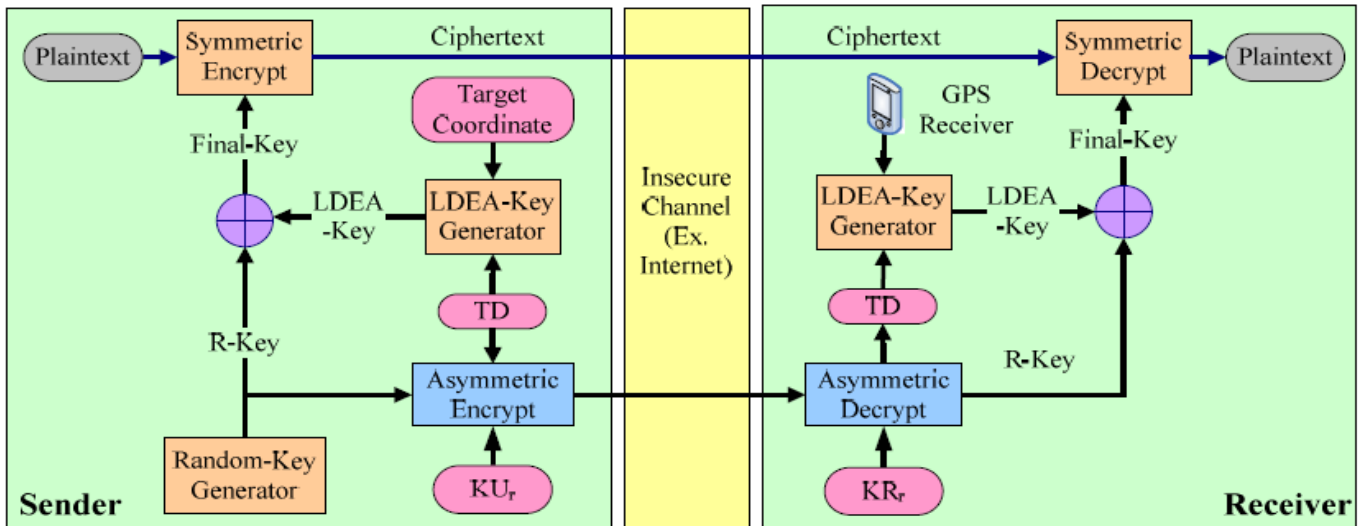 Plaintext
Symmetric
Encrypt
Ciphertext
Target
Coordinate
Final-Key
LDEA
-Key
LDEA-Key
Generator
TD
R-Key
Asymmetric
Encrypt
Random-Key
Generator
KUr
Sender
Insecure
Channel
(Ex.
Internet)
Ciphertext
Symmetric
Decrypt
Plaintext
GPS
Receiver
Final-Key
LDEA-Key
Generator
LDEA
-Key
TD
R-Key
Asymmetric
Decrypt
KRr
Receiver